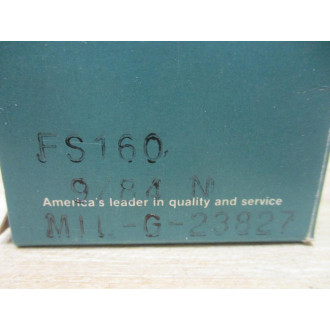 FS160
9/84 N
America's leader in quality and service
MIL-G-23827